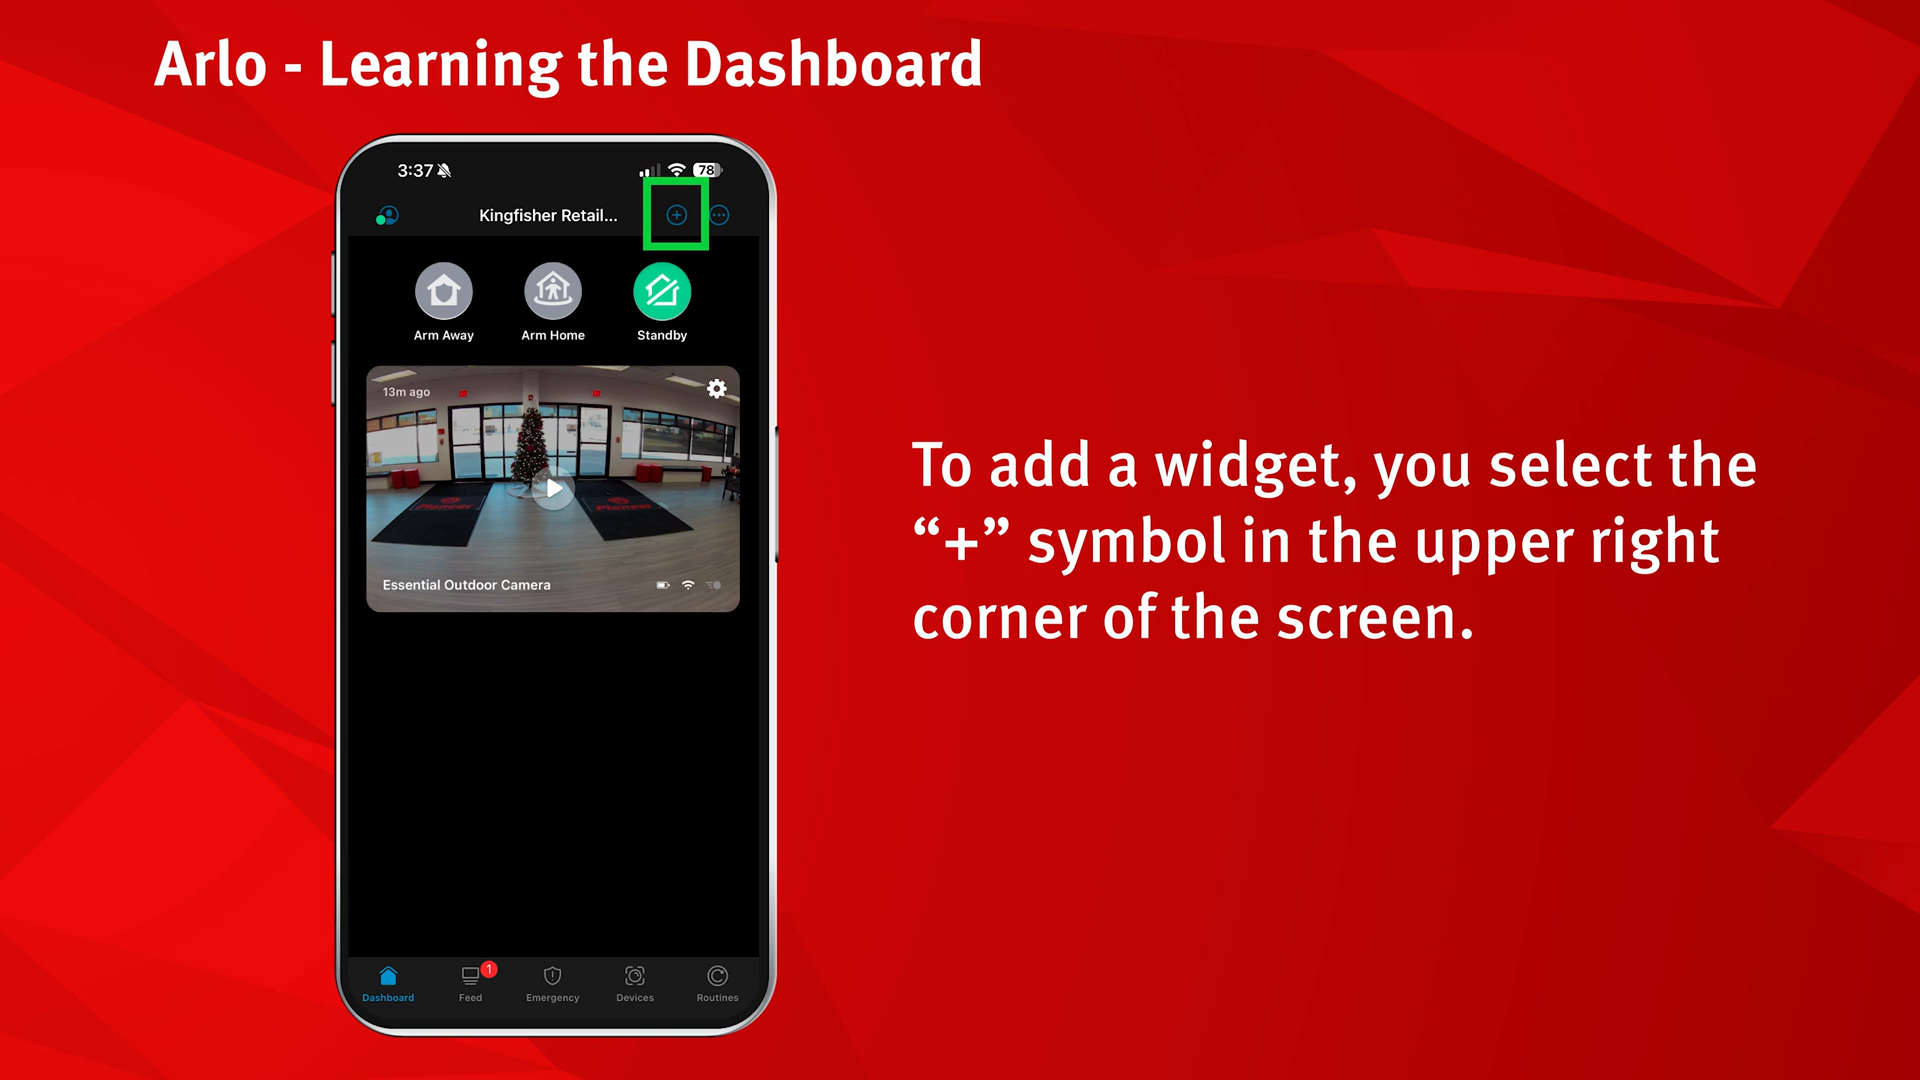 Arlo - Learning the Dashboard
3:37
78
Kingfisher Retail...
Arm Away
Arm Home
Standby
13m ago
Pioneer
Pioneer
Essential Outdoor Camera
To add a widget, you select the
“+” symbol in the upper right
corner of the screen.
1
Dashboard
Feed
Emergency
Devices
Routines